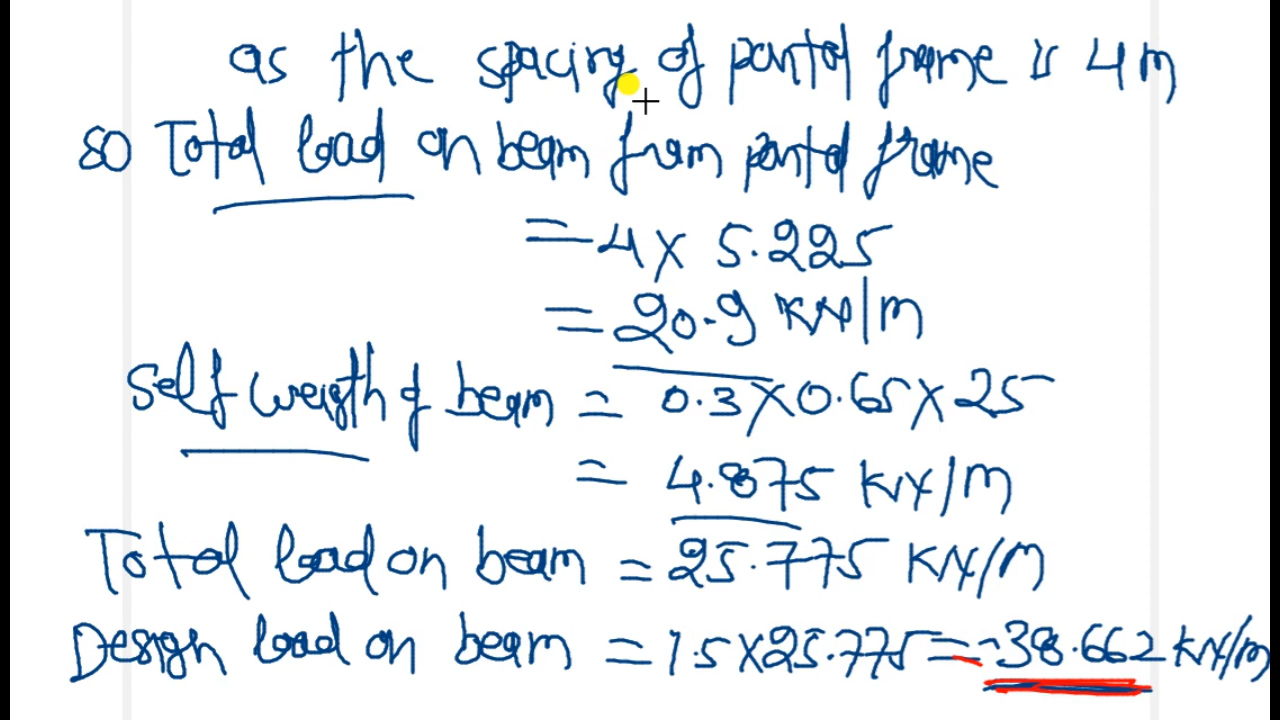 as the spacing of portal frame is 4m
so Total load on beam from portal frame
= 4 x 5.225
= 20.9 KN/m
Self weigth of beam = 0.3 x 0.65 x 25
= 4.875 KN/m
Total load on beam = 25.775 KN/m
Design load on beam = 1.5 x 25.775 = 38.662 KN/m